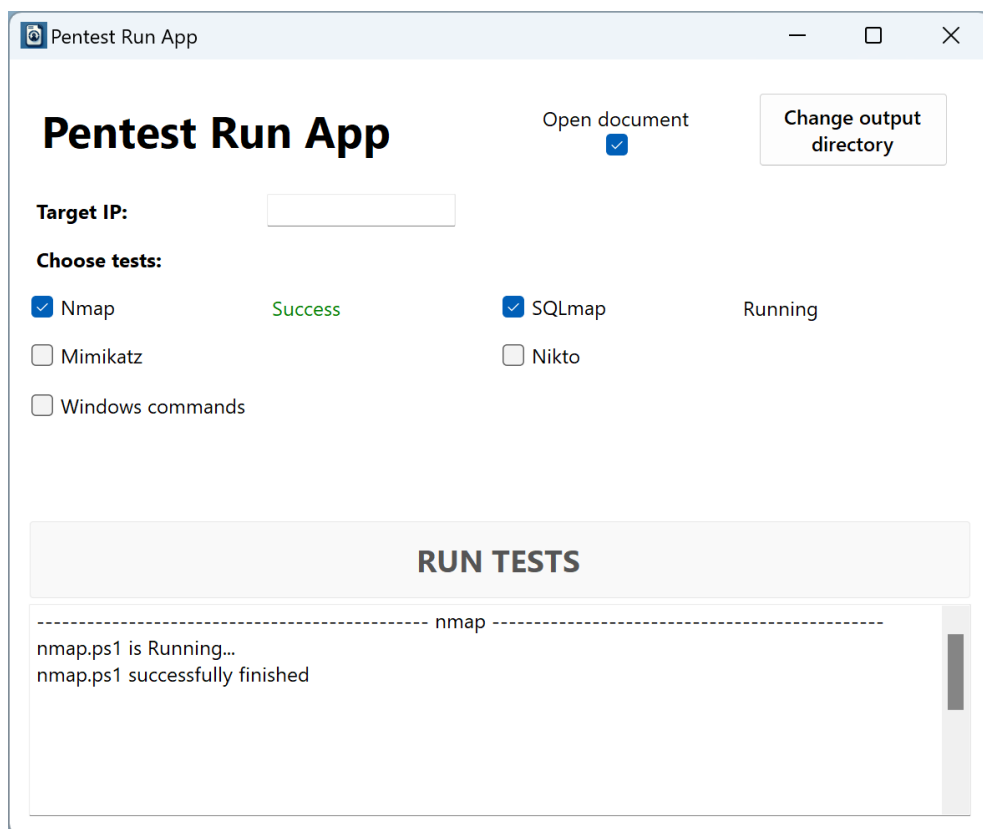 Pentest Run App
Pentest Run App
Open document
Change output
directory
Target IP:
Choose tests:
Nmap Success SQLmap Running
Mimikatz Nikto
Windows commands
RUN TESTS
----------------------------------------------- nmap -----------------------------------------------
nmap.ps1 is Running...
nmap.ps1 successfully finished